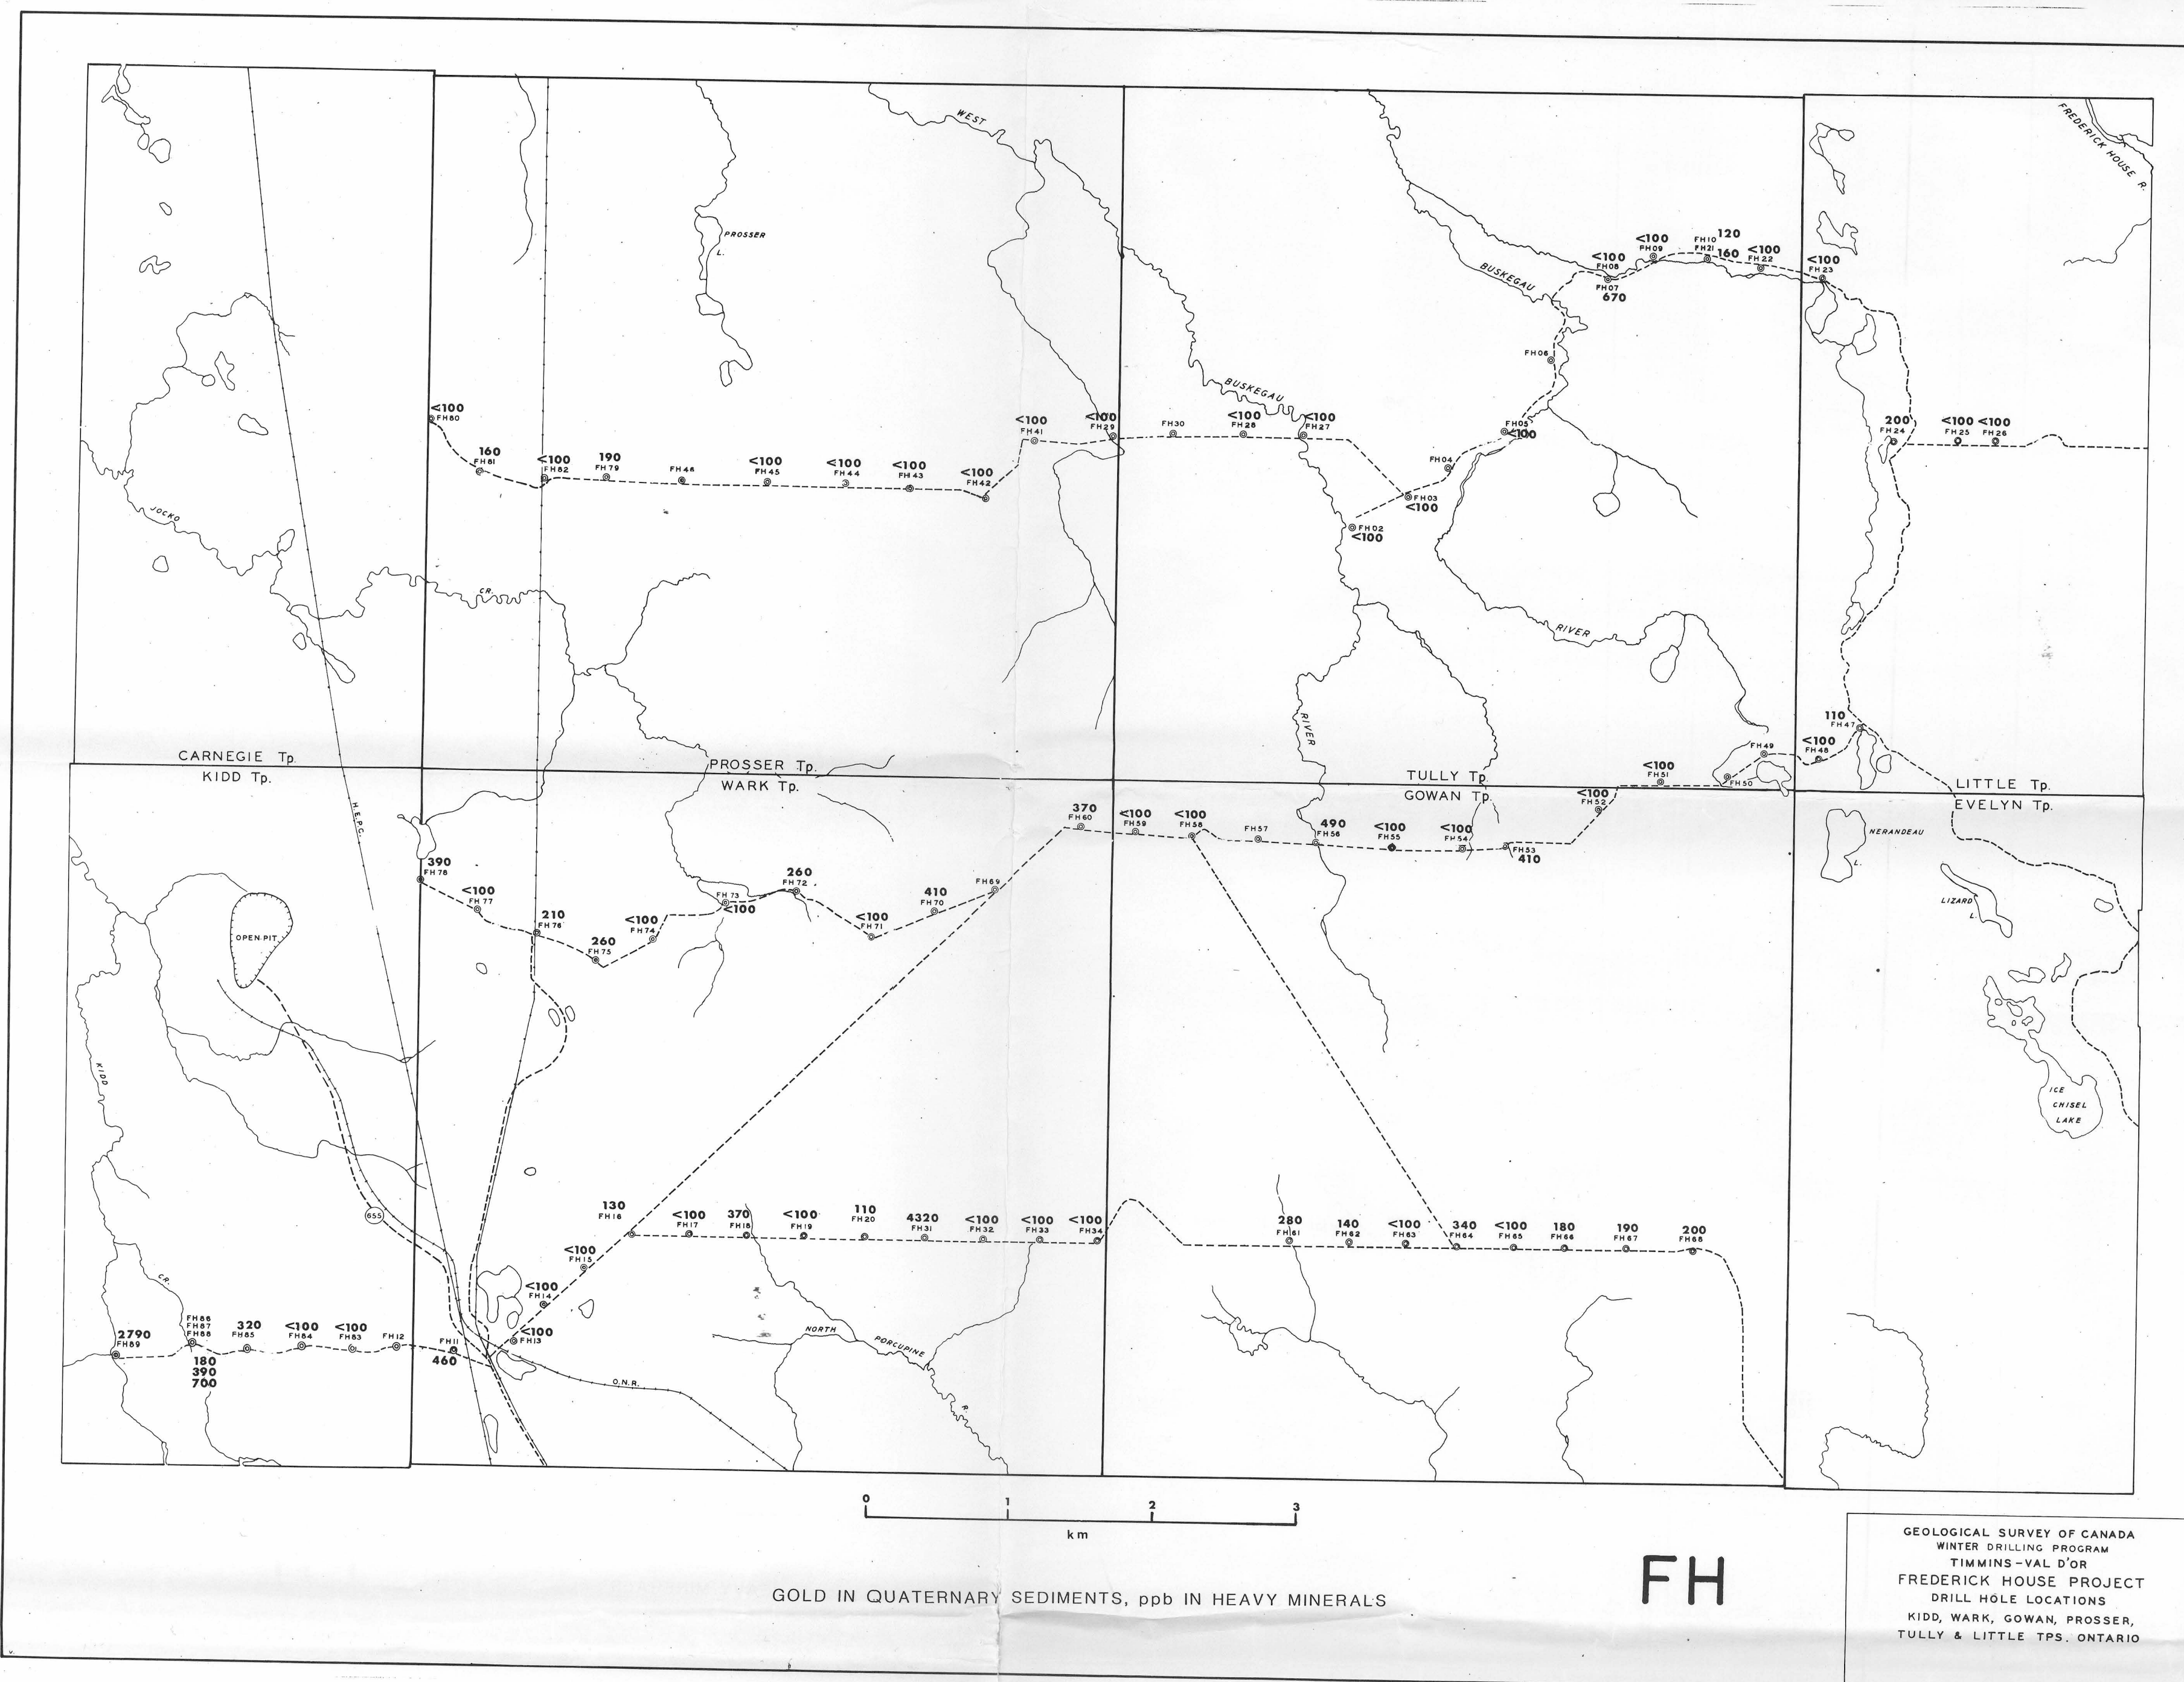 FREDERICK HOUSE R.
WEST
PROSSER
L.
BUSKEGAU
<100
FH08
FH07
670
<100
FH09
FH10 120
FH21 160
<100
FH22
<100
FH23
FH06
BUSKEGAU
<100
FH80
160
FH81
<100
FH82
190
FH79
FH46
<100
FH45
<100
FH44
<100
FH43
<100
FH42
<100
FH41
<100
FH29
FH30
<100
FH28
<100
FH27
FH05
<100
FH04
FH03
<100
FH02
<100
200
FH24
<100
FH25
<100
FH26
JOCKO
CR.
RIVER
RIVER
CARNEGIE Tp.
KIDD Tp.
PROSSER Tp.
WARK Tp.
TULLY Tp.
GOWAN Tp.
LITTLE Tp.
EVELYN Tp.
110
FH47
<100
FH48
FH49
FH50
<100
FH51
<100
FH52
FH53
410
<100
FH54
<100
FH55
490
FH56
FH57
<100
FH58
<100
FH59
370
FH60
H.E.P.C.
NERANDEAU
L.
LIZARD
L.
390
FH78
<100
FH77
210
FH76
260
FH75
<100
FH74
FH73
<100
260
FH72
<100
FH71
410
FH70
FH69
OPEN PIT
KIDD
CR.
ICE
CHISEL
LAKE
655
130
FH16
<100
FH17
370
FH18
<100
FH19
110
FH20
4320
FH31
<100
FH32
<100
FH33
<100
FH34
280
FH61
140
FH62
<100
FH63
340
FH64
<100
FH65
180
FH66
190
FH67
200
FH68
<100
FH15
<100
FH14
<100
FH13
2790
FH89
FH86
FH87
FH88
180
390
700
320
FH85
<100
FH84
<100
FH83
FH12
FH11
460
O.N.R.
NORTH
PORCUPINE
R.
0 1 2 3
km
GOLD IN QUATERNARY SEDIMENTS, ppb IN HEAVY MINERALS
FH
GEOLOGICAL SURVEY OF CANADA
WINTER DRILLING PROGRAM
TIMMINS-VAL D'OR
FREDERICK HOUSE PROJECT
DRILL HOLE LOCATIONS
KIDD, WARK, GOWAN, PROSSER,
TULLY & LITTLE TPS. ONTARIO